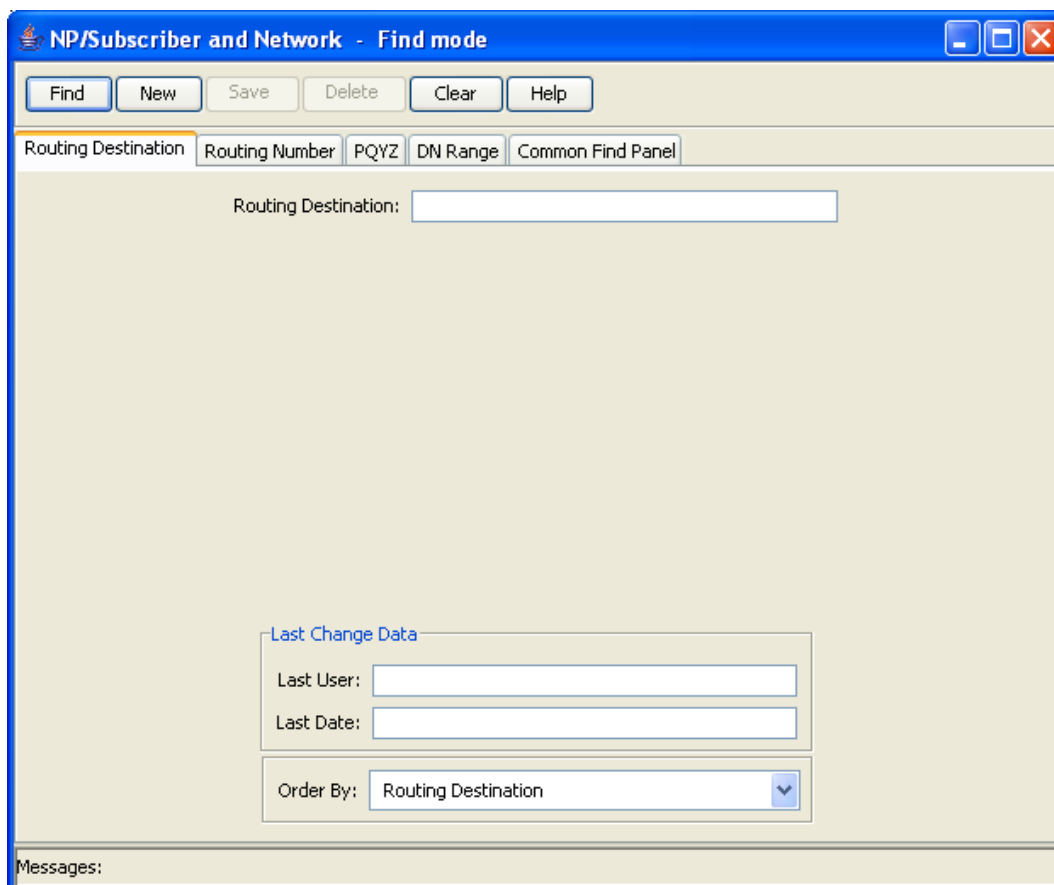 NP/Subscriber and Network - Find mode
Find New Save Delete Clear Help
Routing Destination Routing Number PQYZ DN Range Common Find Panel
Routing Destination:
Last Change Data
Last User:
Last Date:
Order By: Routing Destination
Messages: